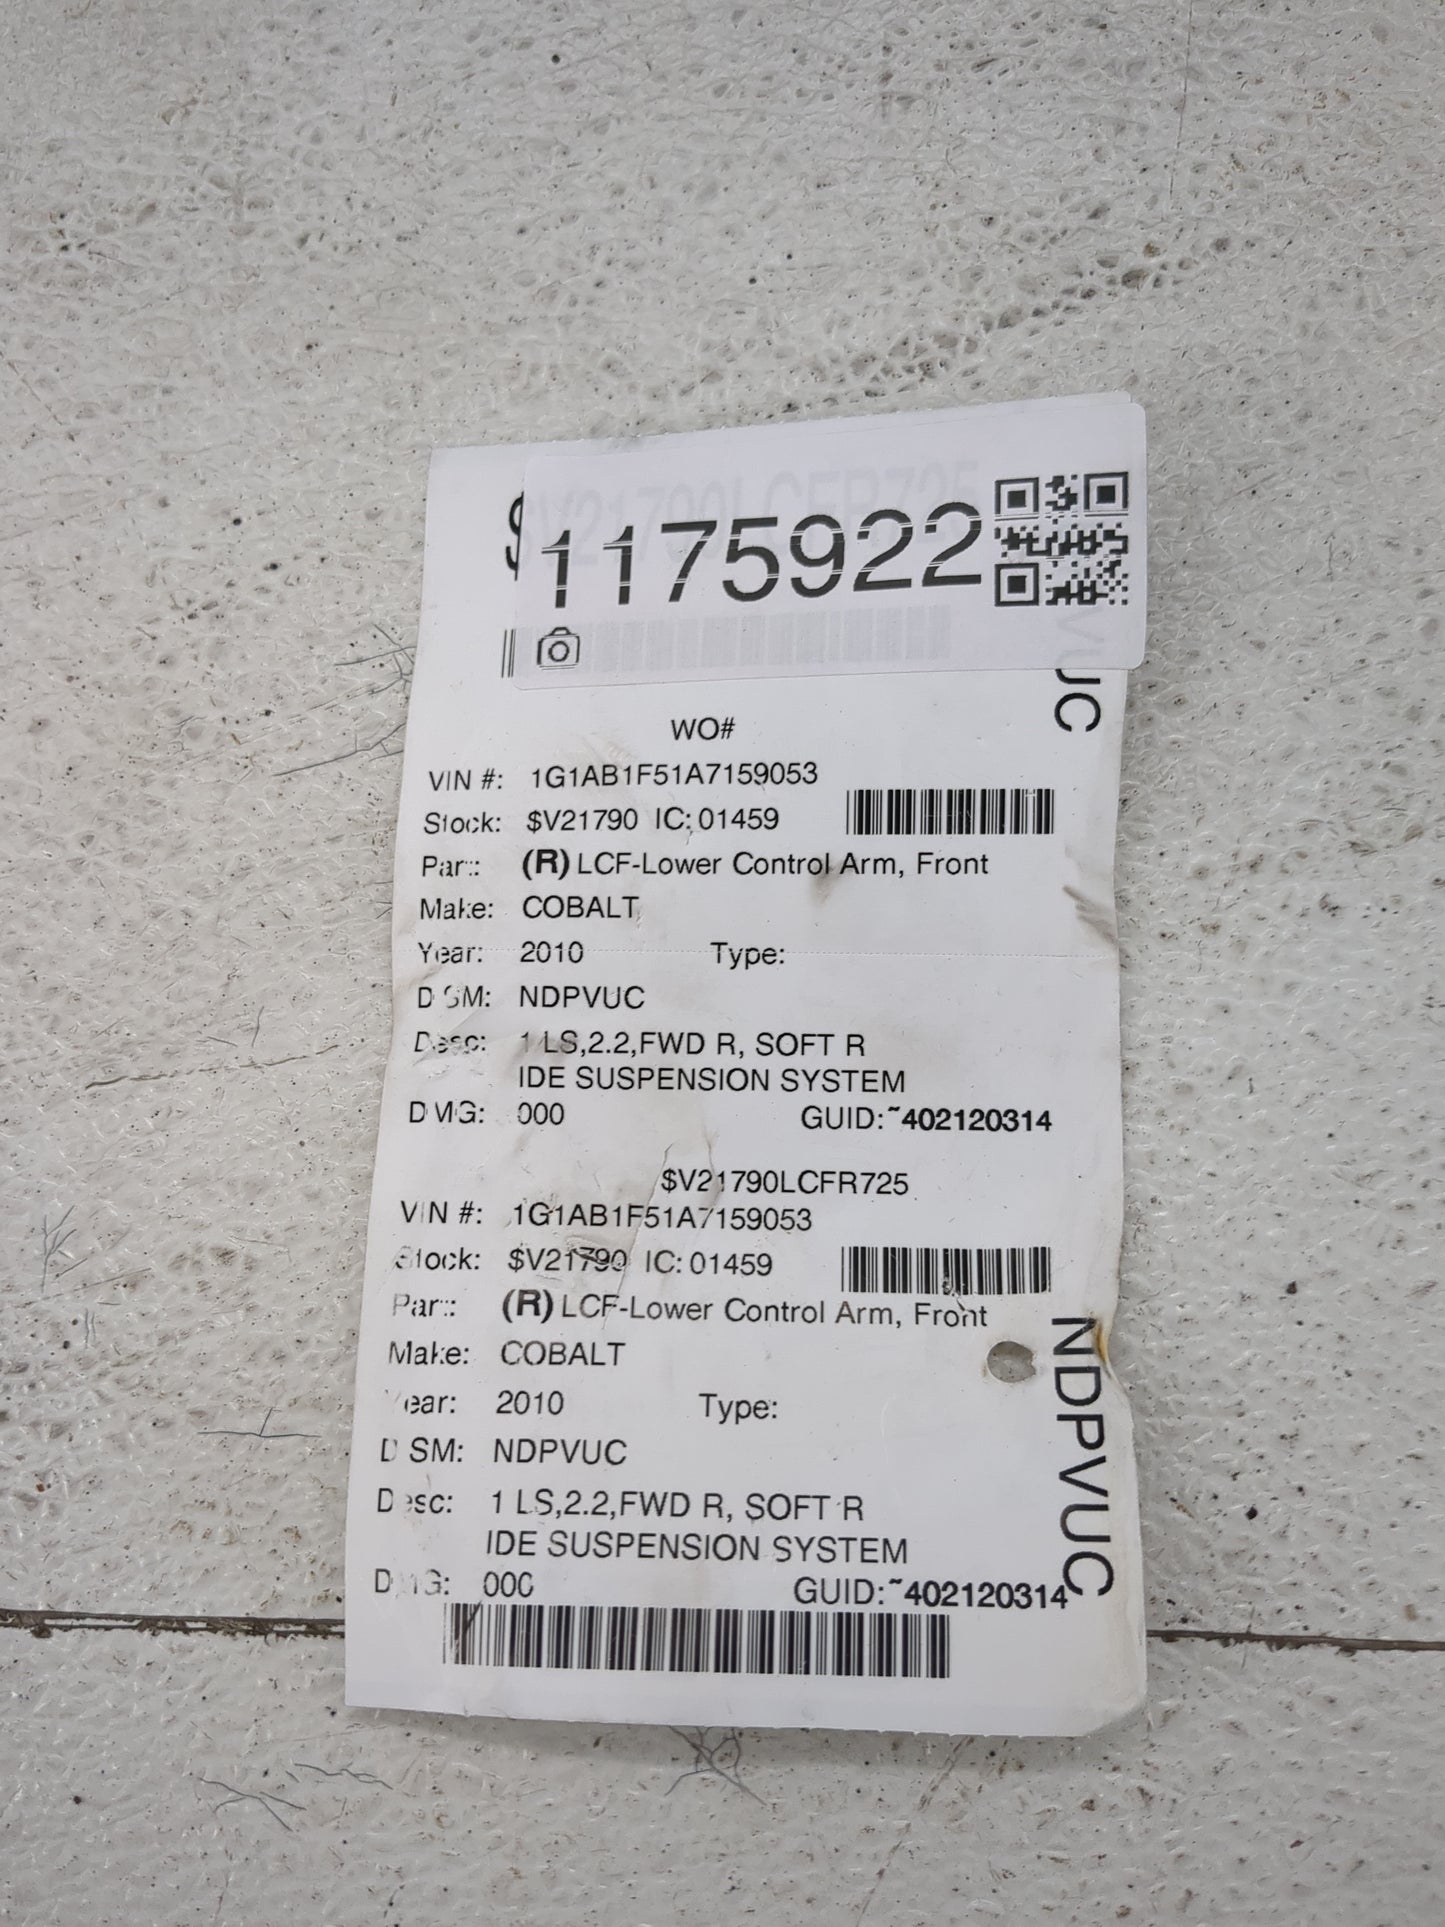 $V21790LCFR725
1175922
VUC
WO#
VIN #: 1G1AB1F51A7159053
Stock: $V21790 IC: 01459
Part: (R) LCF-Lower Control Arm, Front
Make: COBALT
Year: 2010 Type:
DSM: NDPVUC
Desc: 1 LS,2.2,FWD R, SOFT R
IDE SUSPENSION SYSTEM
DMG: 000 GUID:~402120314
$V21790LCFR725
VIN #: 1G1AB1F51A7159053
Stock: $V21790 IC: 01459
Part: (R) LCF-Lower Control Arm, Front
Make: COBALT
Year: 2010 Type:
DSM: NDPVUC
Desc: 1 LS,2.2,FWD R, SOFT R
IDE SUSPENSION SYSTEM
DMG: 000 GUID:~402120314
NDPVUC